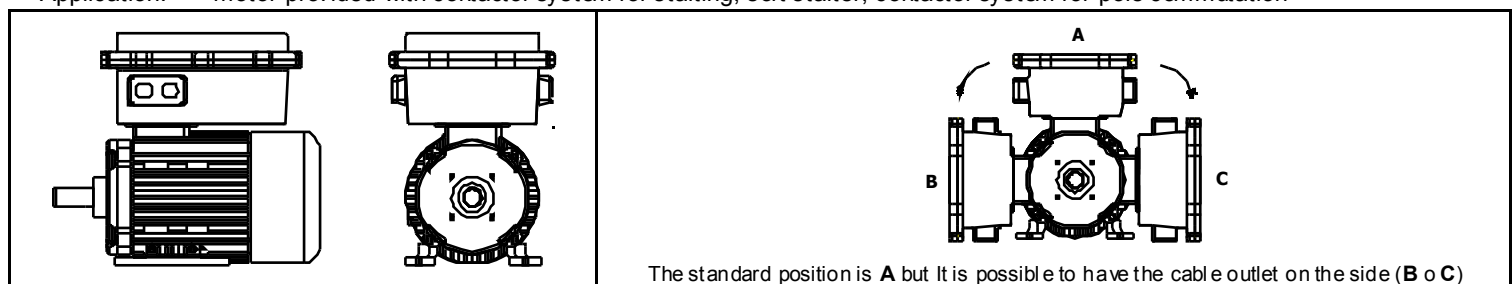 Application: Motor provided with contactor system for starting, soft starter, contactor system for pole commutation
A
B
C
The standard position is A but It is possible to have the cable outlet on the side (B o C)